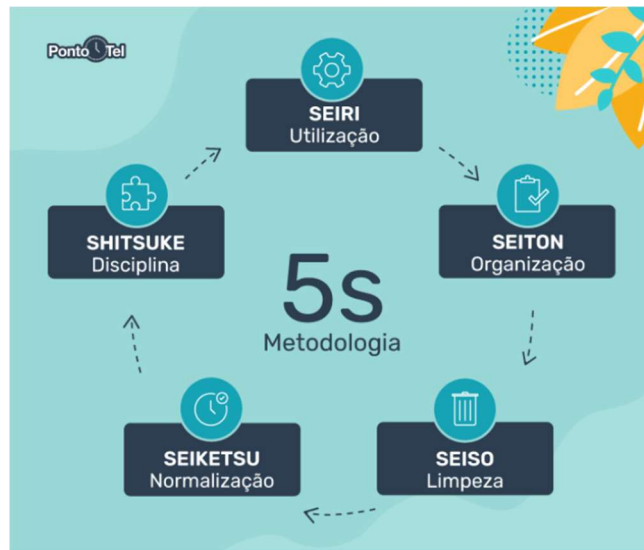 PontoTel
SEIRI
Utilização
SEITON
Organização
SEISO
Limpeza
SEIKETSU
Normalização
SHITSUKE
Disciplina
5s
Metodologia